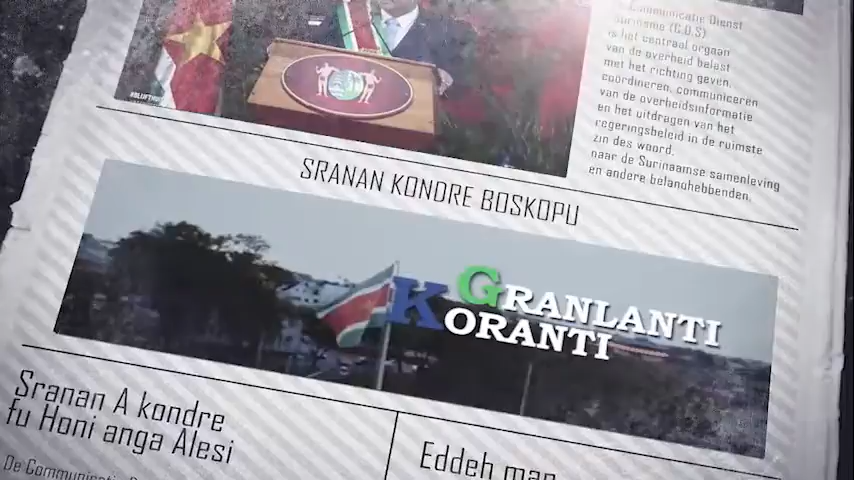 Communicatie Dienst
Suriname (C.D.S)
is het centraal orgaan
van de overheid belast
met het richting geven,
coordineren, communiceren
van de overheidsinformatie
en het uitdragen van het
regeringsbeleid in de ruimste
zin des woord.
naar de Surinaamse samenleving
en andere belanghebbenden.
SRANAN KONDRE BOSKOPU
GRANLANTI
KORANTI
Sranan A kondre
fu Honi anga Alesi
De
Eddeh man